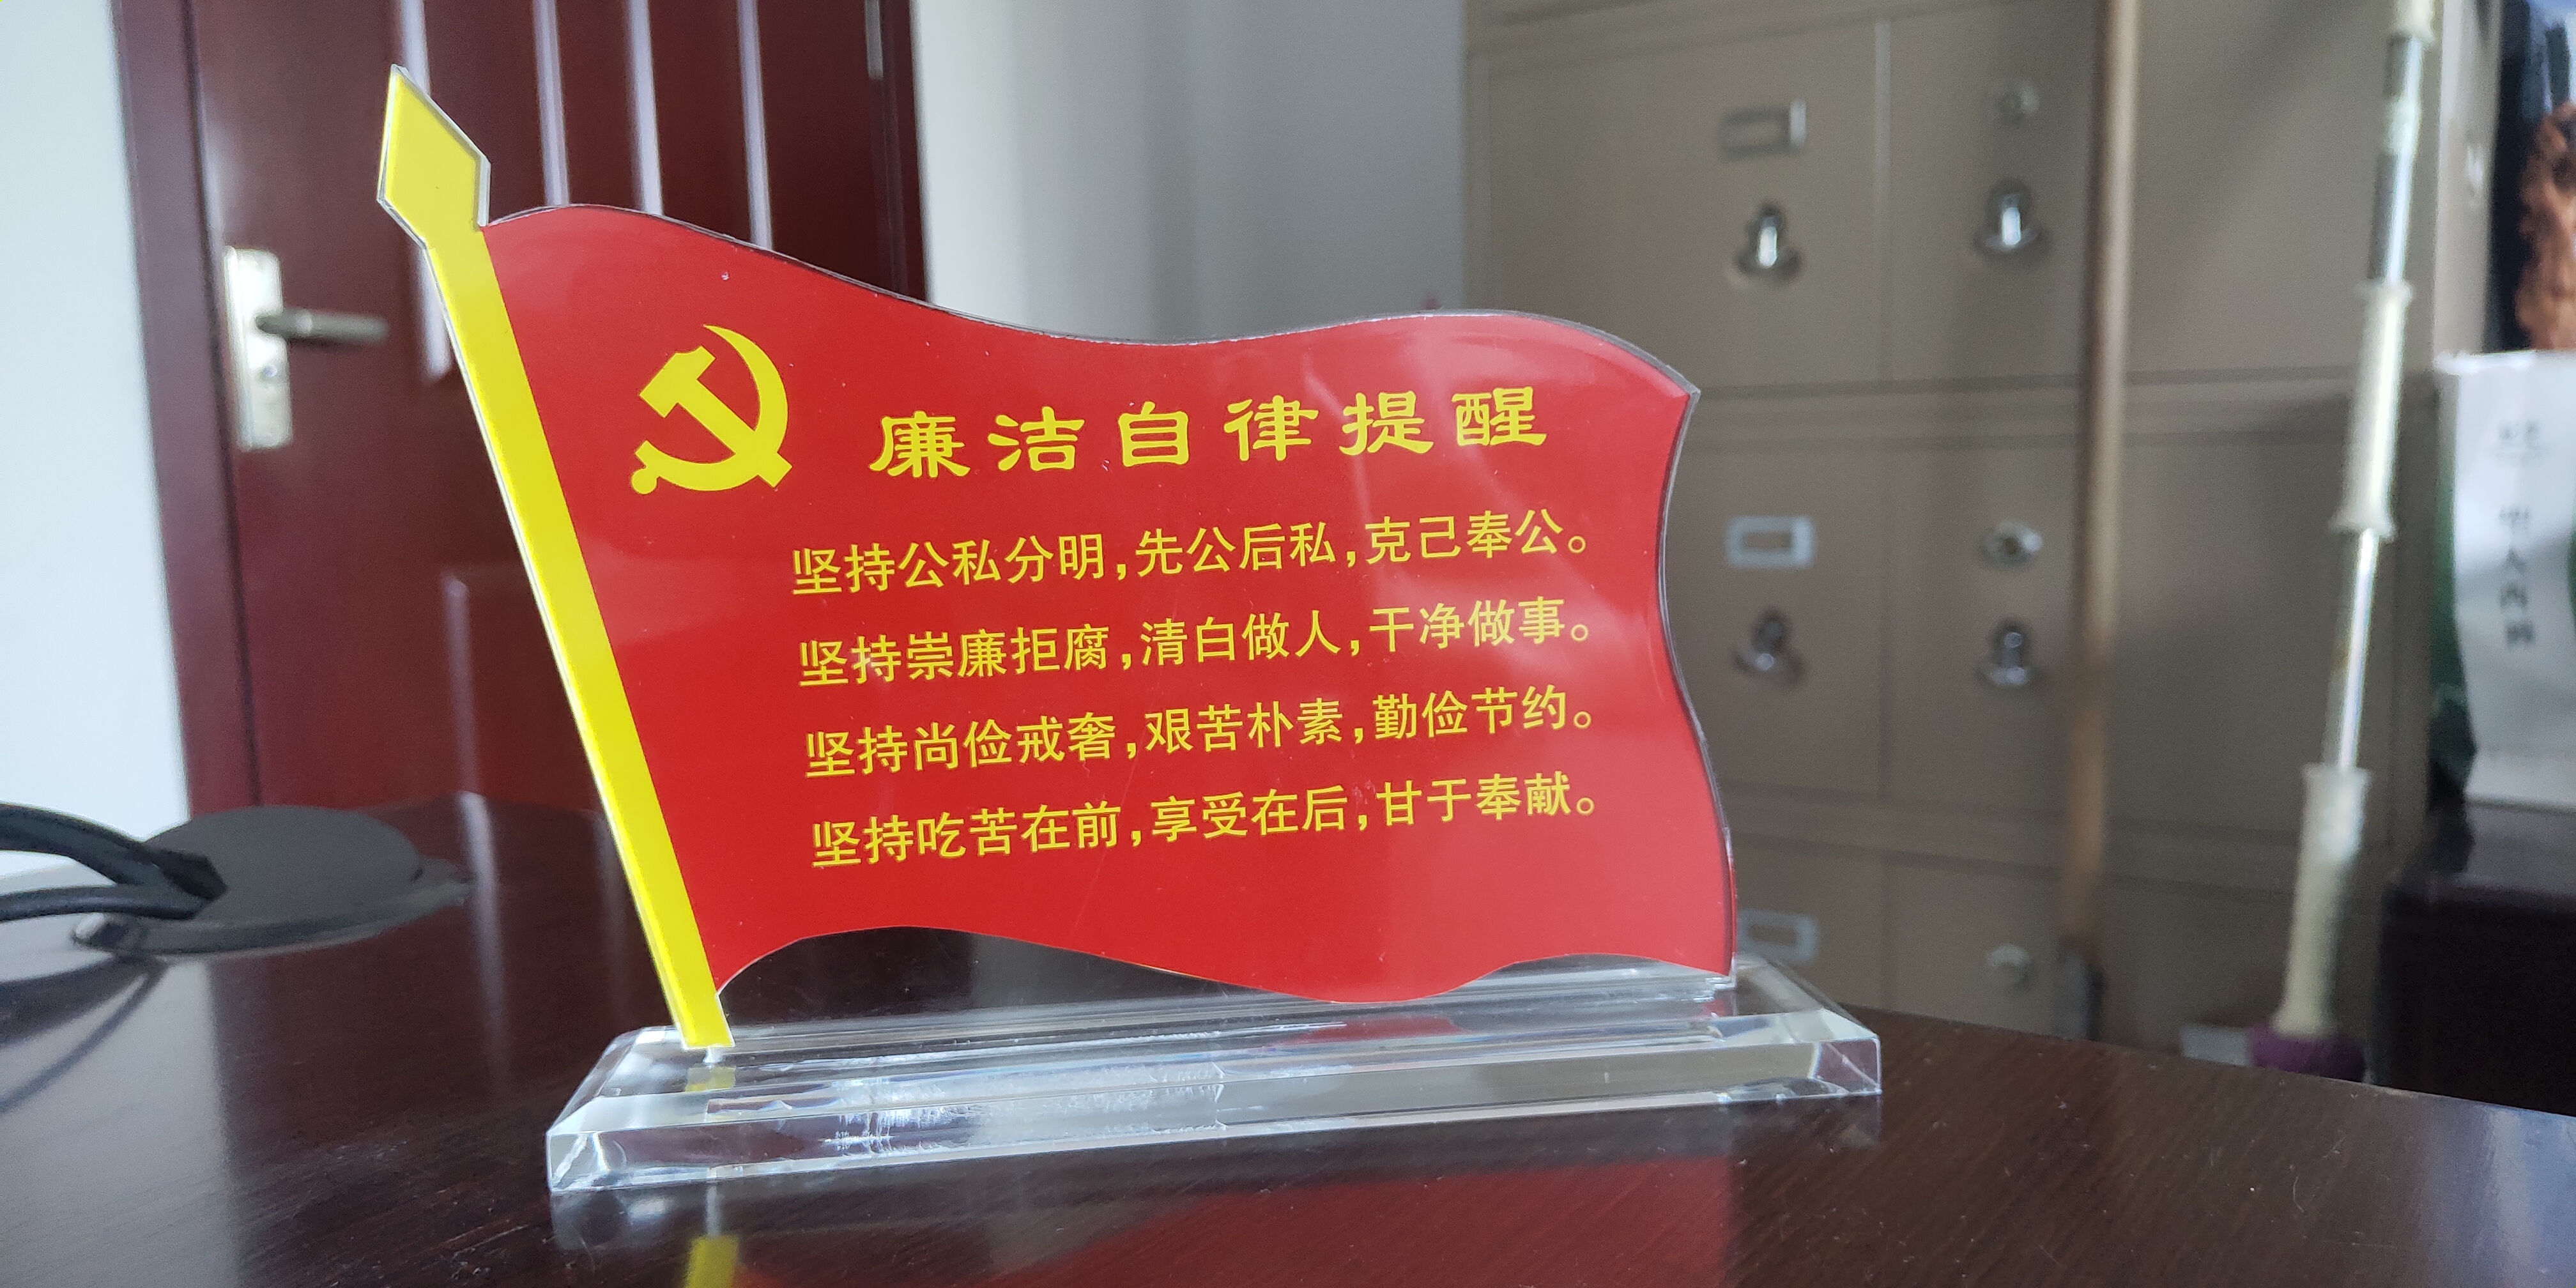 廉洁自律提醒
坚持公私分明,先公后私,克己奉公。
坚持崇廉拒腐,清白做人,干净做事。
坚持尚俭戒奢,艰苦朴素,勤俭节约。
坚持吃苦在前,享受在后,甘于奉献。